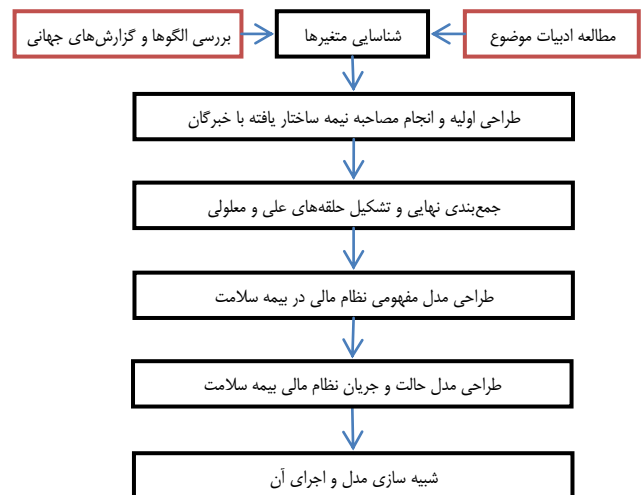 مطالعه ادبیات موضوع
شناسایی متغیرها
بررسی الگوها و گزارش‌های جهانی
طراحی اولیه و انجام مصاحبه نیمه ساختار یافته با خبرگان
جمع‌بندی نهایی و تشکیل حلقه‌های علی و معلولی
طراحی مدل مفهومی نظام مالی در بیمه سلامت
طراحی مدل حالت و جریان نظام مالی بیمه سلامت
شبیه سازی مدل و اجرای آن